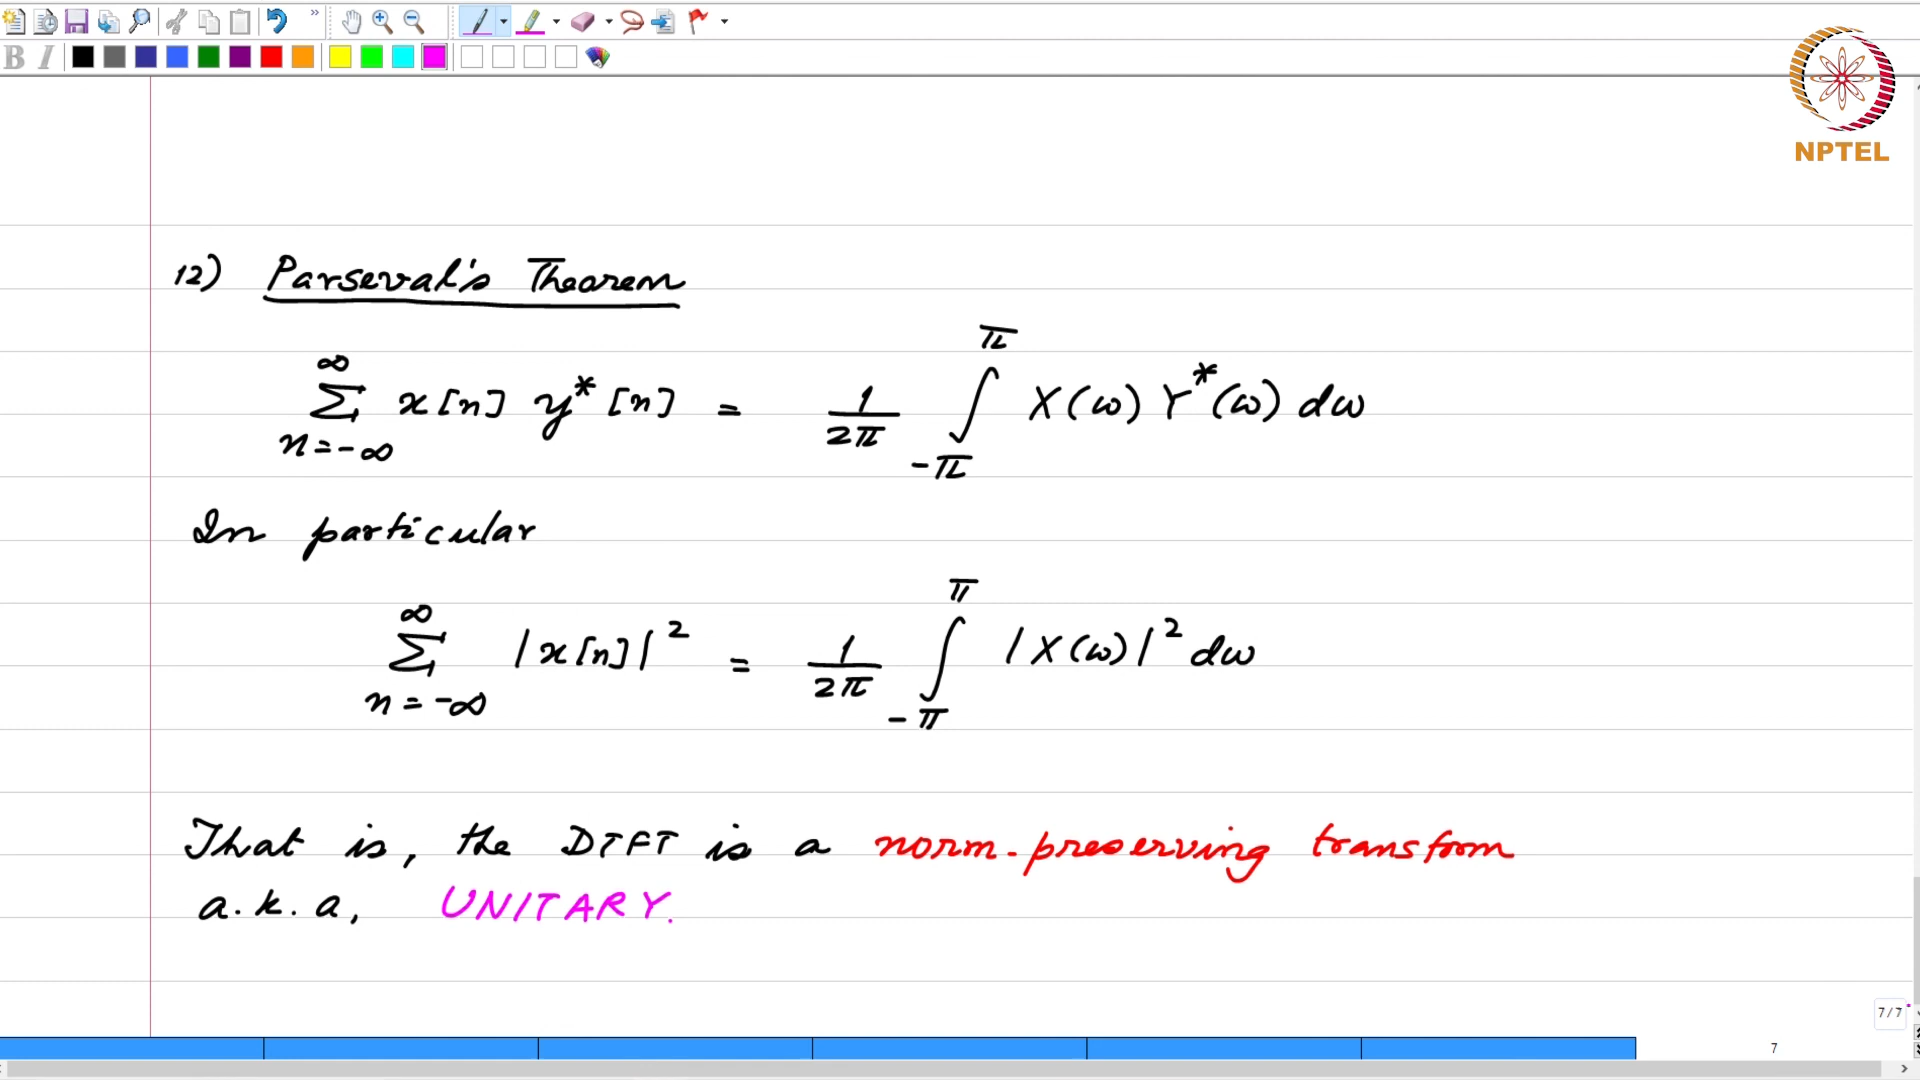 B I
NPTEL
12) Parseval's Theorem
∞ π
Σ x[n] y*[n] = 1/2π ∫ X(ω) Y*(ω) dω
n=-∞ -π
In particular
∞ π
Σ |x[n]|² = 1/2π ∫ |X(ω)|² dω
n=-∞ -π
That is, the DTFT is a norm-preserving transform
a.k.a, UNITARY.
7/7
7